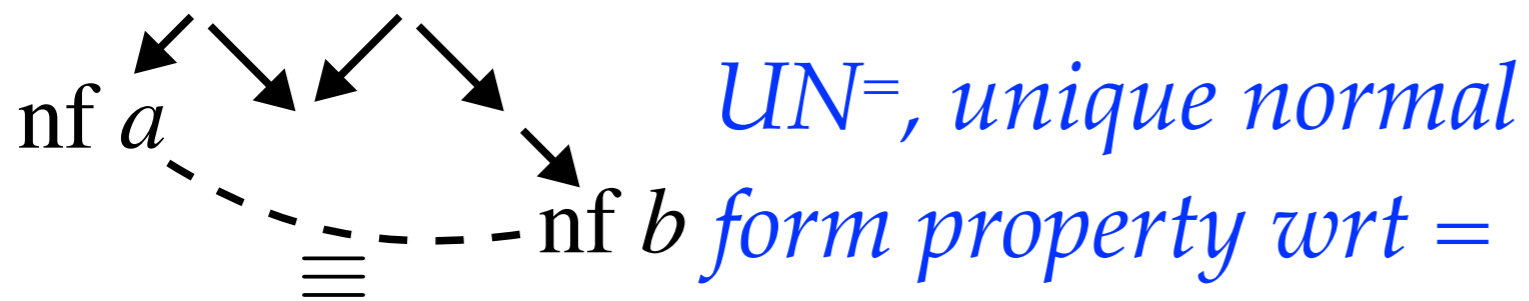 nf a
UN⁼, unique normal
nf b
form property wrt =
≡